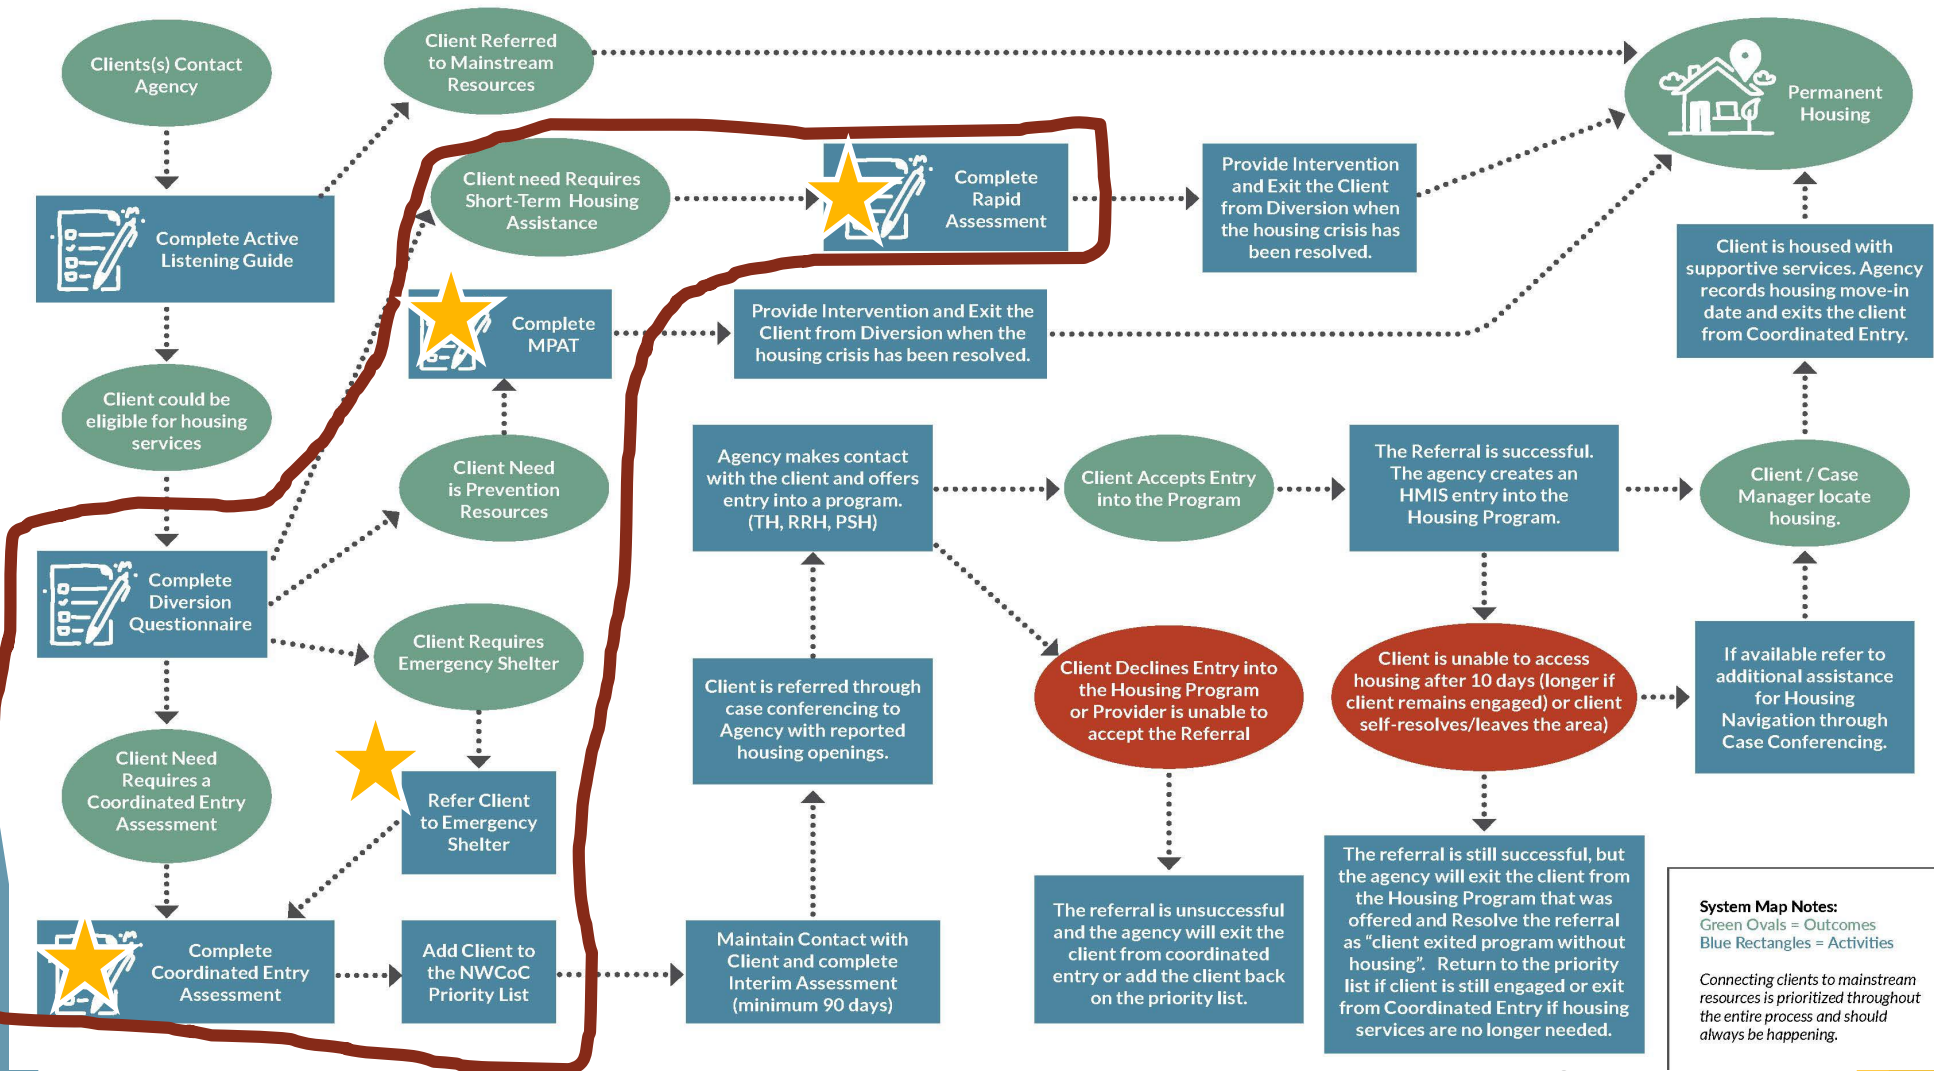 Clients(s) Contact
Agency
Client Referred
to Mainstream
Resources
Permanent
Housing
Complete Active
Listening Guide
Client need Requires
Short-Term Housing
Assistance
Complete
Rapid
Assessment
Provide Intervention
and Exit the Client
from Diversion when
the housing crisis has
been resolved.
Client is housed with
supportive services. Agency
records housing move-in
date and exits the client
from Coordinated Entry.
Complete
MPAT
Provide Intervention and Exit the
Client from Diversion when the
housing crisis has been resolved.
Client could be
eligible for housing
services
Client Need
is Prevention
Resources
Agency makes contact
with the client and offers
entry into a program.
(TH, RRH, PSH)
Client Accepts Entry
into the Program
The Referral is successful.
The agency creates an
HMIS entry into the
Housing Program.
Client / Case
Manager locate
housing.
Complete
Diversion
Questionnaire
Client Requires
Emergency Shelter
Client is referred through
case conferencing to
Agency with reported
housing openings.
Client Declines Entry into
the Housing Program
or Provider is unable to
accept the Referral
Client is unable to access
housing after 10 days (longer if
client remains engaged) or client
self-resolves/leaves the area)
If available refer to
additional assistance
for Housing
Navigation through
Case Conferencing.
Client Need
Requires a
Coordinated Entry
Assessment
Refer Client
to Emergency
Shelter
Complete
Coordinated Entry
Assessment
Add Client to
the NWCoC
Priority List
Maintain Contact with
Client and complete
Interim Assessment
(minimum 90 days)
The referral is unsuccessful
and the agency will exit the
client from coordinated
entry or add the client back
on the priority list.
The referral is still successful, but
the agency will exit the client from
the Housing Program that was
offered and Resolve the referral
as “client exited program without
housing”. Return to the priority
list if client is still engaged or exit
from Coordinated Entry if housing
services are no longer needed.
System Map Notes:
Green Ovals = Outcomes
Blue Rectangles = Activities
Connecting clients to mainstream
resources is prioritized throughout
the entire process and should
always be happening.